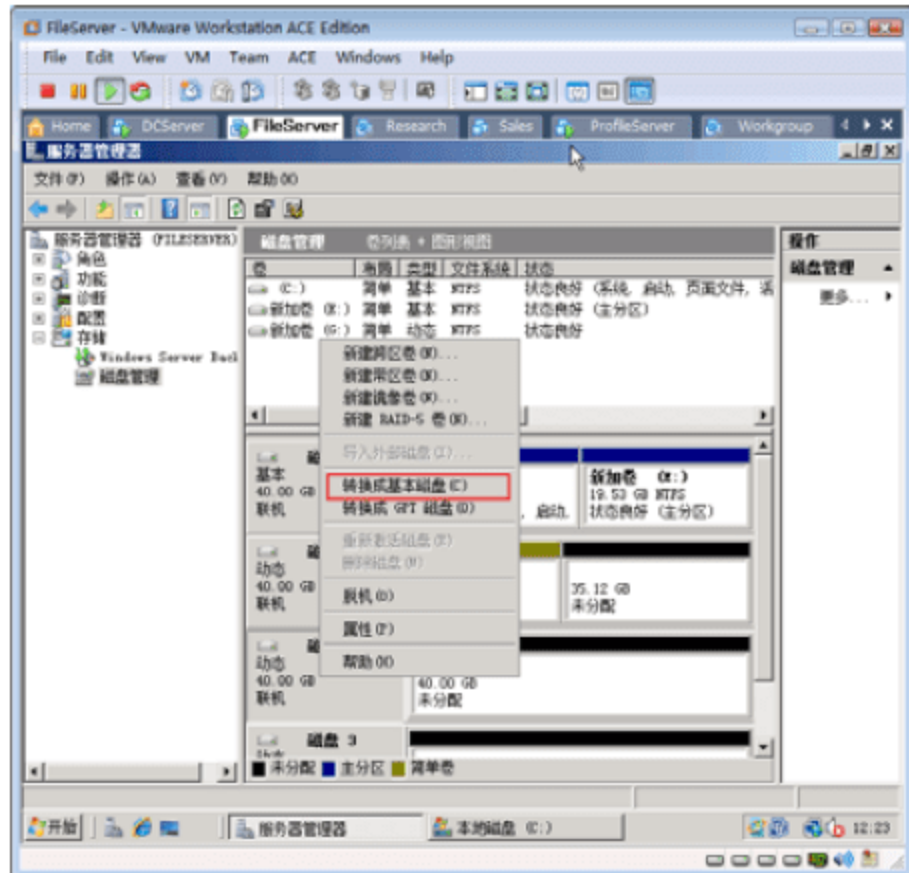 FileServer - VMware Workstation ACE Edition
File Edit View VM Team ACE Windows Help
Home DCServer FileServer Research Sales ProfileServer Workgroup
服务器管理器
文件(F) 操作(A) 查看(V) 帮助(H)
服务器管理器 (FILESERVER)
角色
功能
诊断
配置
存储
Windows Server Back
磁盘管理
磁盘管理 卷列表 + 图形视图
卷 布局 类型 文件系统 状态
(C:) 简单 基本 NTFS 状态良好 (系统, 启动, 页面文件, 活
新加卷 (E:) 简单 基本 NTFS 状态良好 (主分区)
新加卷 (G:) 简单 动态 NTFS 状态良好
新建跨区卷(N)...
新建带区卷(N)...
新建镜像卷(N)...
新建 RAID-5 卷(N)...
导入外部磁盘(I)...
转换成基本磁盘(C)
转换成 GPT 磁盘(O)
重新激活磁盘(R)
删除磁盘(M)
脱机(O)
属性(P)
帮助(H)
基本
40.00 GB
联机
, 启动,
新加卷 (E:)
19.53 GB NTFS
状态良好 (主分区)
动态
40.00 GB
联机
35.12 GB
未分配
动态
40.00 GB
联机
40.00 GB
未分配
磁盘 3
未分配 主分区 简单卷
操作
磁盘管理
更多...
开始 服务器管理器 本地磁盘 (C:) 12:23